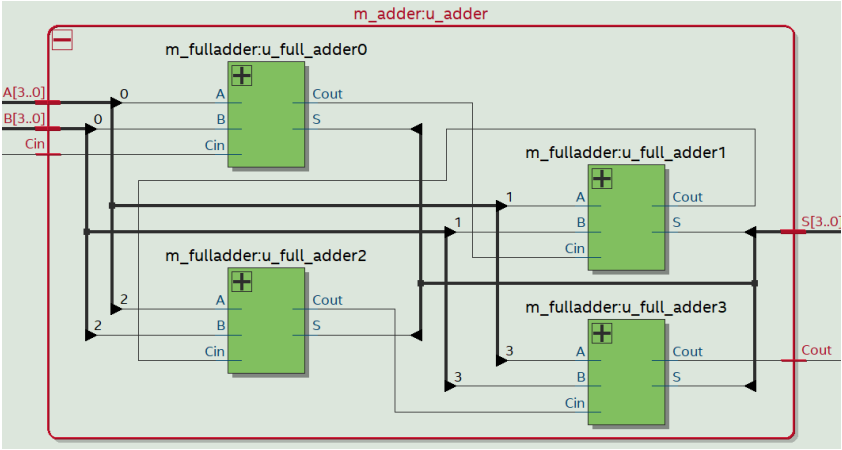 m_adder:u_adder
m_fulladder:u_full_adder0
A[3..0]
0
A
Cout
B[3..0]
0
B
S
Cin
Cin
m_fulladder:u_full_adder1
1
A
Cout
1
B
S
S[3..0]
Cin
m_fulladder:u_full_adder2
2
A
Cout
2
B
S
Cin
m_fulladder:u_full_adder3
3
A
Cout
Cout
3
B
S
Cin